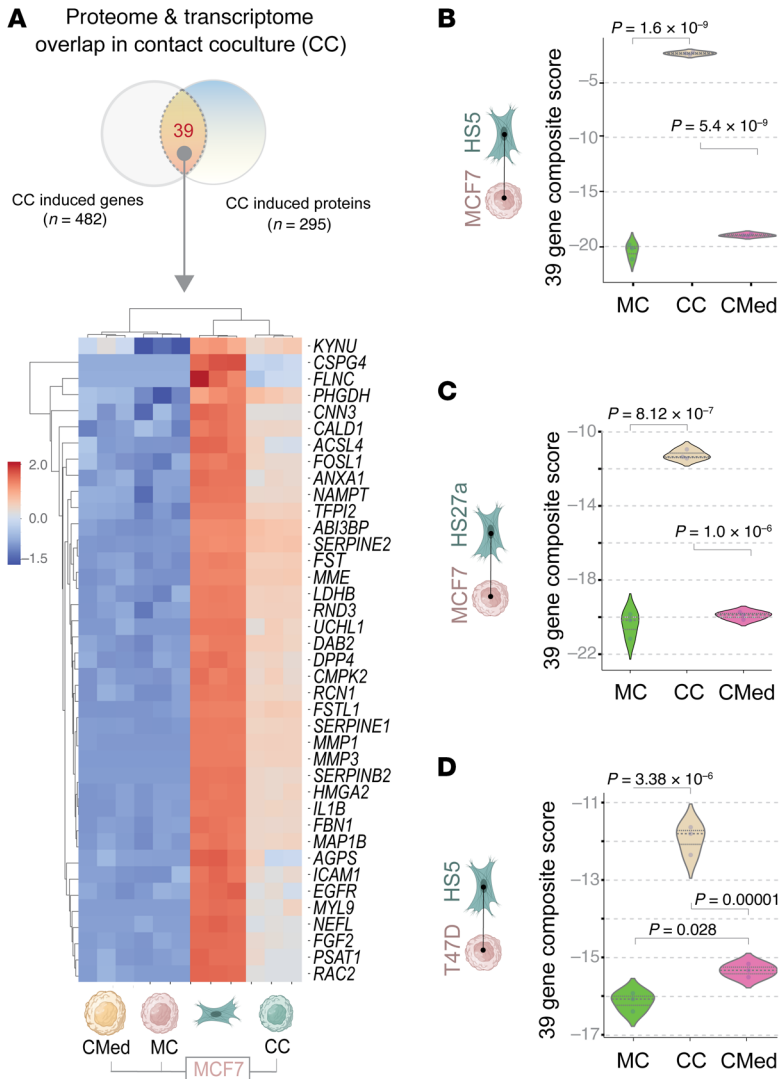 A
Proteome & transcriptome
overlap in contact coculture (CC)
39
CC induced genes
(n = 482)
CC induced proteins
(n = 295)
KYNU
CSPG4
FLNC
PHGDH
CNN3
CALD1
ACSL4
FOSL1
ANXA1
NAMPT
TFPI2
ABI3BP
SERPINE2
FST
MME
LDHB
RND3
UCHL1
DAB2
DPP4
CMPK2
RCN1
FSTL1
SERPINE1
MMP1
MMP3
SERPINB2
HMGA2
IL1B
FBN1
MAP1B
AGPS
ICAM1
EGFR
MYL9
NEFL
FGF2
PSAT1
RAC2
2.0
0.0
−1.5
CMed MC CC
MCF7
B
HS5
MCF7
39 gene composite score
P = 1.6 × 10−9
P = 5.4 × 10−9
−5
−10
−15
−20
MC CC CMed
C
HS27a
MCF7
39 gene composite score
P = 8.12 × 10−7
P = 1.0 × 10−6
−10
−14
−18
−22
MC CC CMed
D
HS5
T47D
39 gene composite score
P = 3.38 × 10−6
P = 0.00001
P = 0.028
−11
−13
−15
−17
MC CC CMed